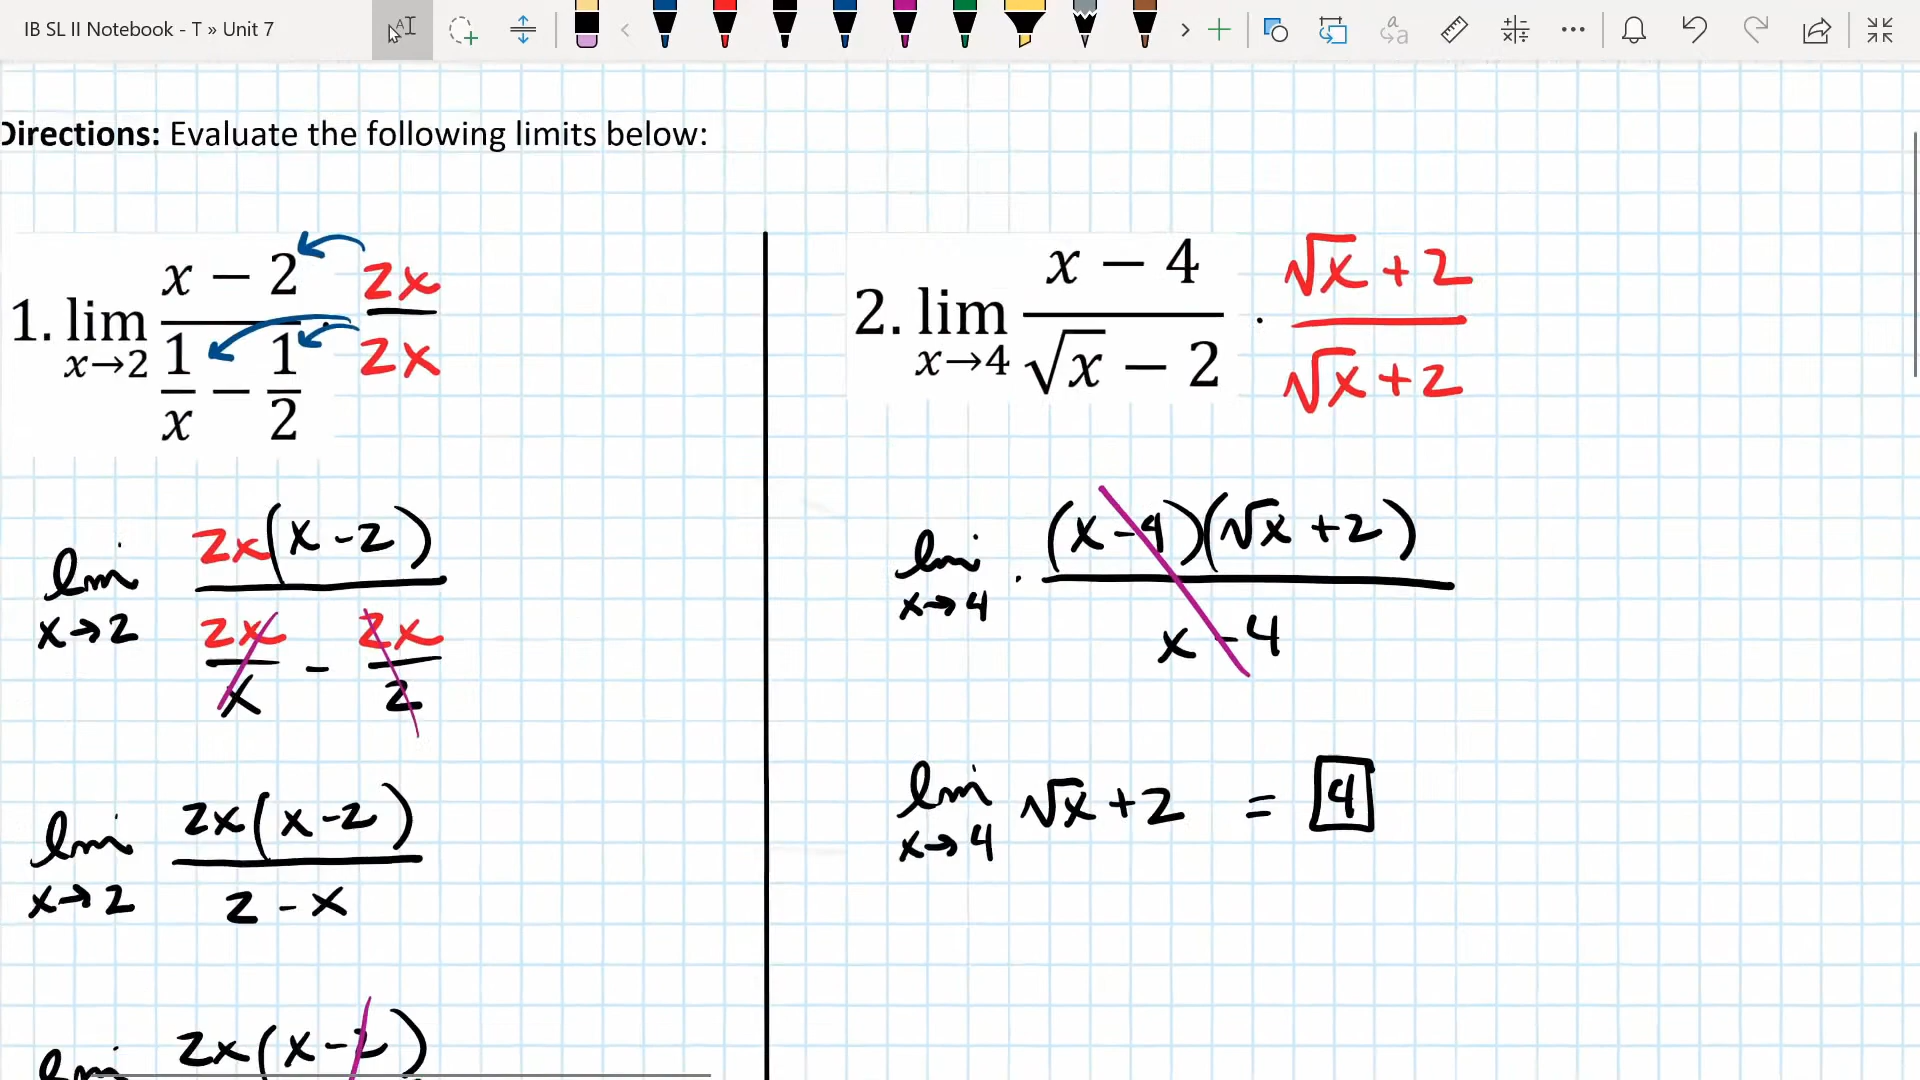 IB SL II Notebook - T » Unit 7
Directions: Evaluate the following limits below:
1. lim x→2 (x − 2)/(1/x − 1/2) · 2x/2x
lim x→2 2x(x-2)/(2x/x - 2x/2)
lim x→2 2x(x-2)/(2-x)
lim 2x(x-2)
2. lim x→4 (x − 4)/(√x − 2) · (√x+2)/(√x+2)
lim x→4 (x-4)(√x+2)/(x-4)
lim x→4 √x+2 = 4